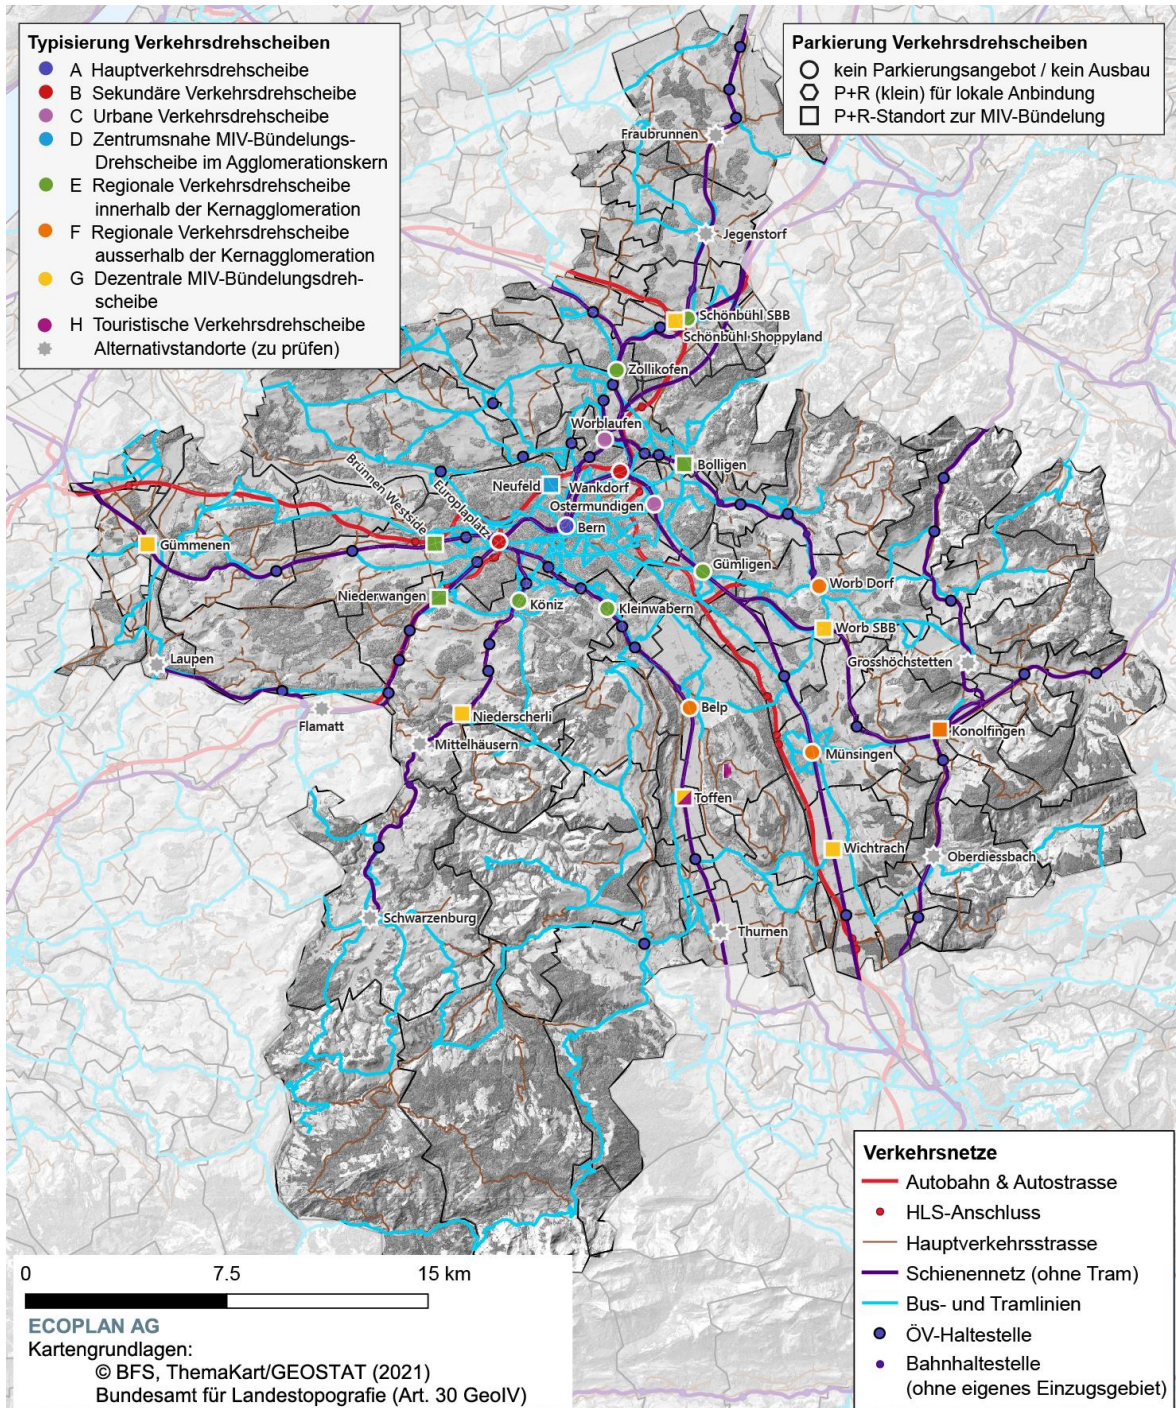 Typisierung Verkehrsdrehscheiben
A Hauptverkehrsdrehscheibe
B Sekundäre Verkehrsdrehscheibe
C Urbane Verkehrsdrehscheibe
D Zentrumsnahe MIV-Bündelungs-
Drehscheibe im Agglomerationskern
E Regionale Verkehrsdrehscheibe
innerhalb der Kernagglomeration
F Regionale Verkehrsdrehscheibe
ausserhalb der Kernagglomeration
G Dezentrale MIV-Bündelungsdreh-
scheibe
H Touristische Verkehrsdrehscheibe
Alternativstandorte (zu prüfen)
Parkierung Verkehrsdrehscheiben
kein Parkierungsangebot / kein Ausbau
P+R (klein) für lokale Anbindung
P+R-Standort zur MIV-Bündelung
Fraubrunnen
Jegenstorf
Schönbühl SBB
Schönbühl Shoppyland
Zollikofen
Worblaufen
Bolligen
Brünnen Westside
Europlaplatz
Neufeld
Wankdorf
Ostermundigen
Bern
Gümmenen
Gümligen
Worb Dorf
Niederwangen
Köniz
Kleinwabern
Worb SBB
Laupen
Grosshöchstetten
Flamatt
Niederscherli
Belp
Konolfingen
Mittelhäusern
Münsingen
Toffen
Wichtrach
Oberdiessbach
Schwarzenburg
Thurnen
Verkehrsnetze
Autobahn & Autostrasse
HLS-Anschluss
Hauptverkehrsstrasse
Schienennetz (ohne Tram)
Bus- und Tramlinien
ÖV-Haltestelle
Bahnhaltestelle
(ohne eigenes Einzugsgebiet)
0 7.5 15 km
ECOPLAN AG
Kartengrundlagen:
© BFS, ThemaKart/GEOSTAT (2021)
Bundesamt für Landestopografie (Art. 30 GeoIV)